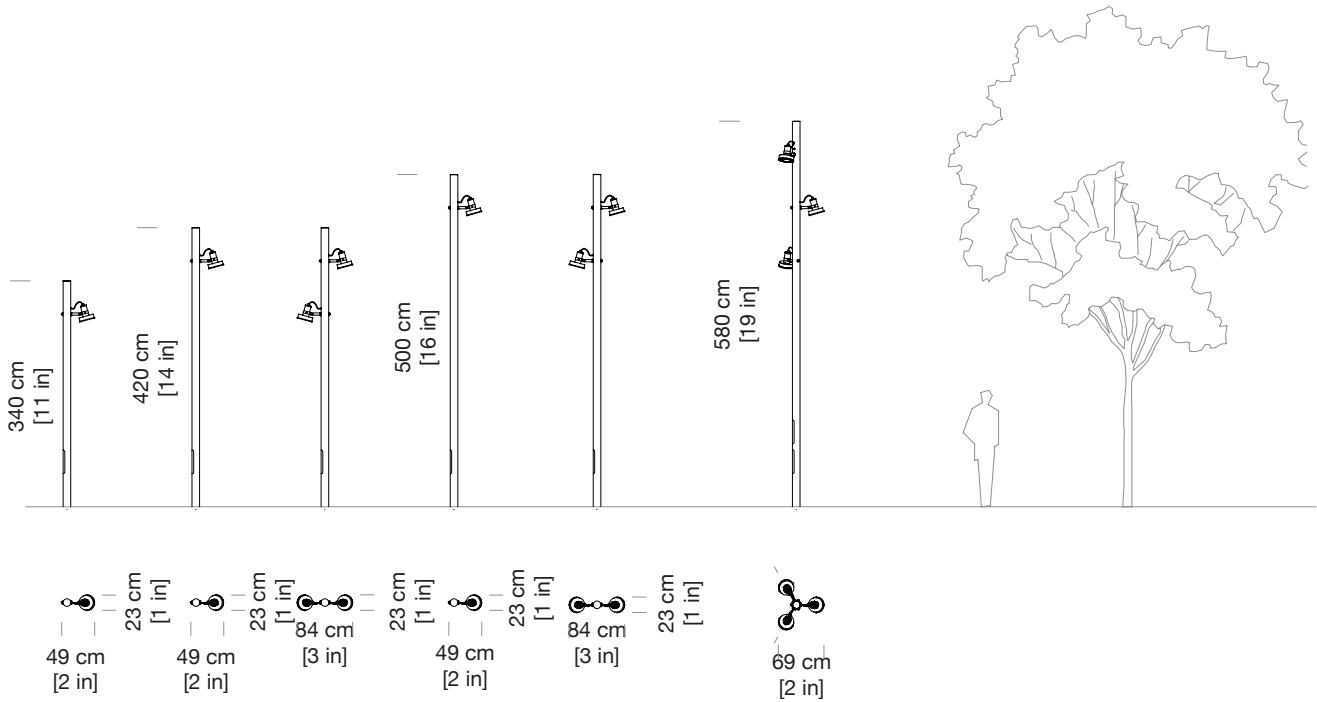 340 cm
[11 in]
420 cm
[14 in]
500 cm
[16 in]
580 cm
[19 in]
23 cm
[1 in]
49 cm
[2 in]
23 cm
[1 in]
49 cm
[2 in]
23 cm
[1 in]
84 cm
[3 in]
23 cm
[1 in]
49 cm
[2 in]
23 cm
[1 in]
84 cm
[3 in]
69 cm
[2 in]